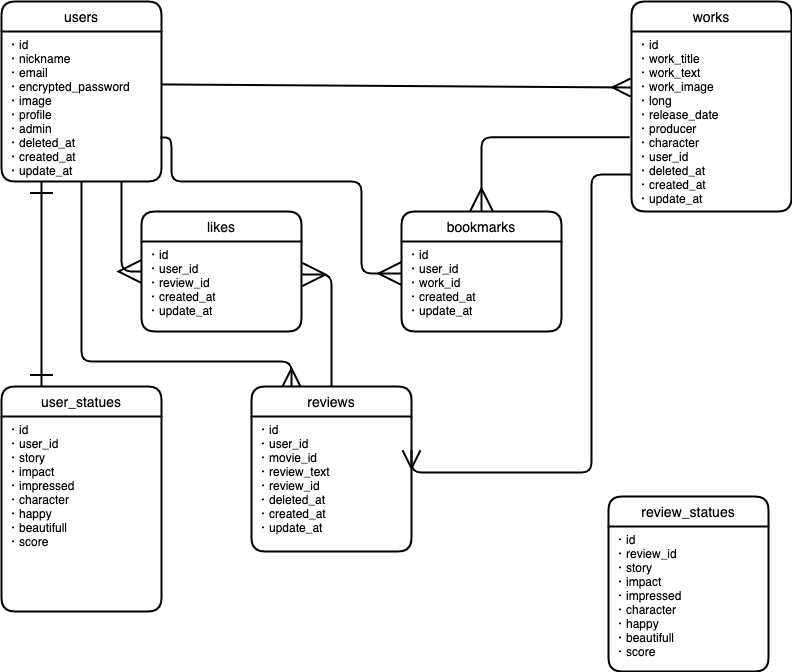 users
· id
· nickname
· email
· encrypted_password
· image
· profile
· admin
· deleted_at
· created_at
· update_at
works
· id
· work_title
· work_text
· work_image
· long
· release_date
· producer
· character
· user_id
· deleted_at
· created_at
· update_at
likes
· id
· user_id
· review_id
· created_at
· update_at
bookmarks
· id
· user_id
· work_id
· created_at
· update_at
user_statues
· id
· user_id
· story
· impact
· impressed
· character
· happy
· beautifull
· score
reviews
· id
· user_id
· movie_id
· review_text
· review_id
· deleted_at
· created_at
· update_at
review_statues
· id
· review_id
· story
· impact
· impressed
· character
· happy
· beautifull
· score